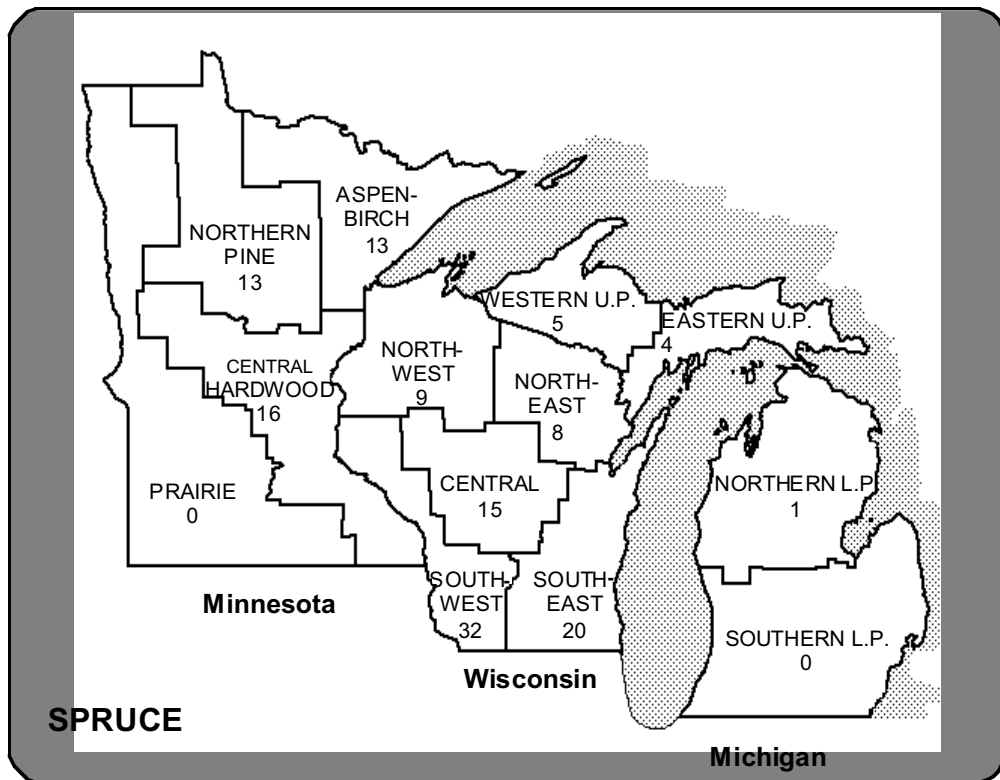 ASPEN-
BIRCH
13
NORTHERN
PINE
13
WESTERN U.P.
5
EASTERN U.P.
4
NORTH-
WEST
9
CENTRAL
HARDWOOD
16
NORTH-
EAST
8
PRAIRIE
0
CENTRAL
15
NORTHERN L.P.
1
SOUTH-
WEST
32
SOUTH-
EAST
20
Minnesota
SOUTHERN L.P.
0
Wisconsin
SPRUCE
Michigan